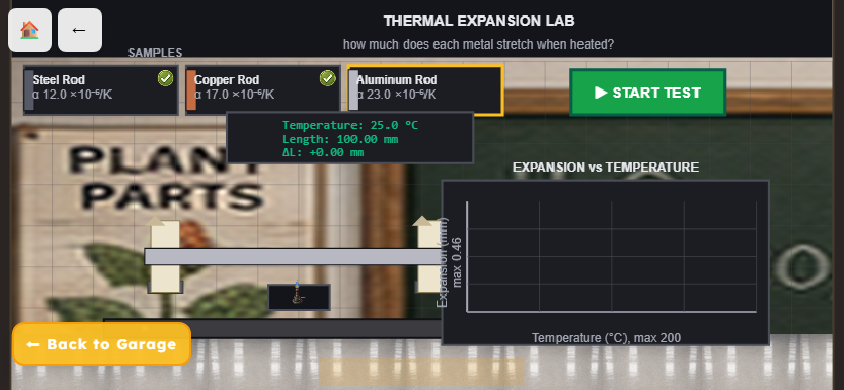 THERMAL EXPANSION LAB
how much does each metal stretch when heated?
←
SAMPLES
Steel Rod
α 12.0 ×10⁻⁶/K
Copper Rod
α 17.0 ×10⁻⁶/K
Aluminum Rod
α 23.0 ×10⁻⁶/K
▶ START TEST
Temperature: 25.0 °C
Length: 100.00 mm
ΔL: +0.00 mm
PLANT
PARTS
EXPANSION vs TEMPERATURE
Expansion (mm)
max 0.46
Temperature (°C), max 200
← Back to Garage